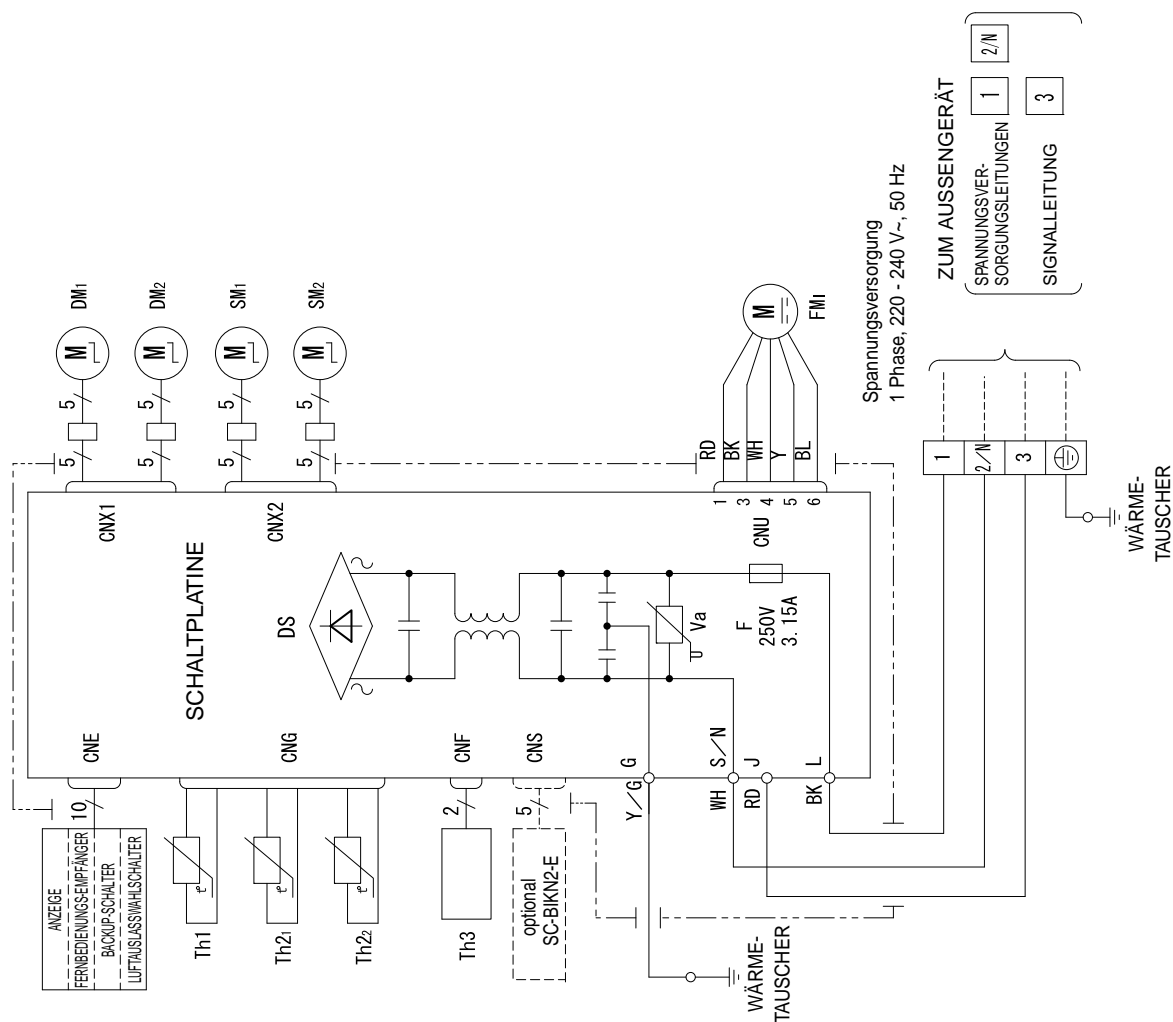 DM1
DM2
SM1
SM2
M
M
M
M
5
5
5
5
5
5
5
5
CNX1
CNX2
SCHALTPLATINE
DS
CNE
CNG
CNF
CNS
10
2
5
ANZEIGE
FERNBEDIENUNGS-EMPFÄNGER
BACKUP-SCHALTER
LUFTAUSLASSWAHLSCHALTER
Th1
Th21
Th22
Th3
optional
SC-BIKN2-E
t°
t°
t°
U
Va
F
250V
3.15A
CNU
1
3
4
5
6
RD
BK
WH
Y
BL
M
FMI
G
S/N
J
L
Y/G
WH
RD
BK
WÄRME-
TAUSCHER
Spannungsversorgung
1 Phase, 220 - 240 V~, 50 Hz
1
2/N
3
WÄRME-
TAUSCHER
ZUM AUSSENGERÄT
SPANNUNGSVER-
SORGUNGSLEITUNGEN
1
2/N
SIGNALLEITUNG
3